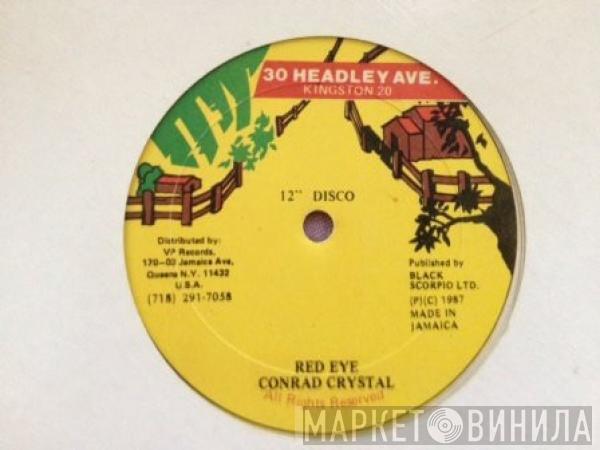 30 HEADLEY AVE.
KINGSTON 20
12" DISCO
Distributed by:
VP Records,
170-03 Jamaica Ave,
Queens N.Y. 11432
U.S.A.
(718) 291-7058
Published by
BLACK
SCORPIO LTD.
(P)(C) 1987
MADE IN
JAMAICA
RED EYE
CONRAD CRYSTAL
All Rights Reserved
МАРКЕТ ВИНИЛА